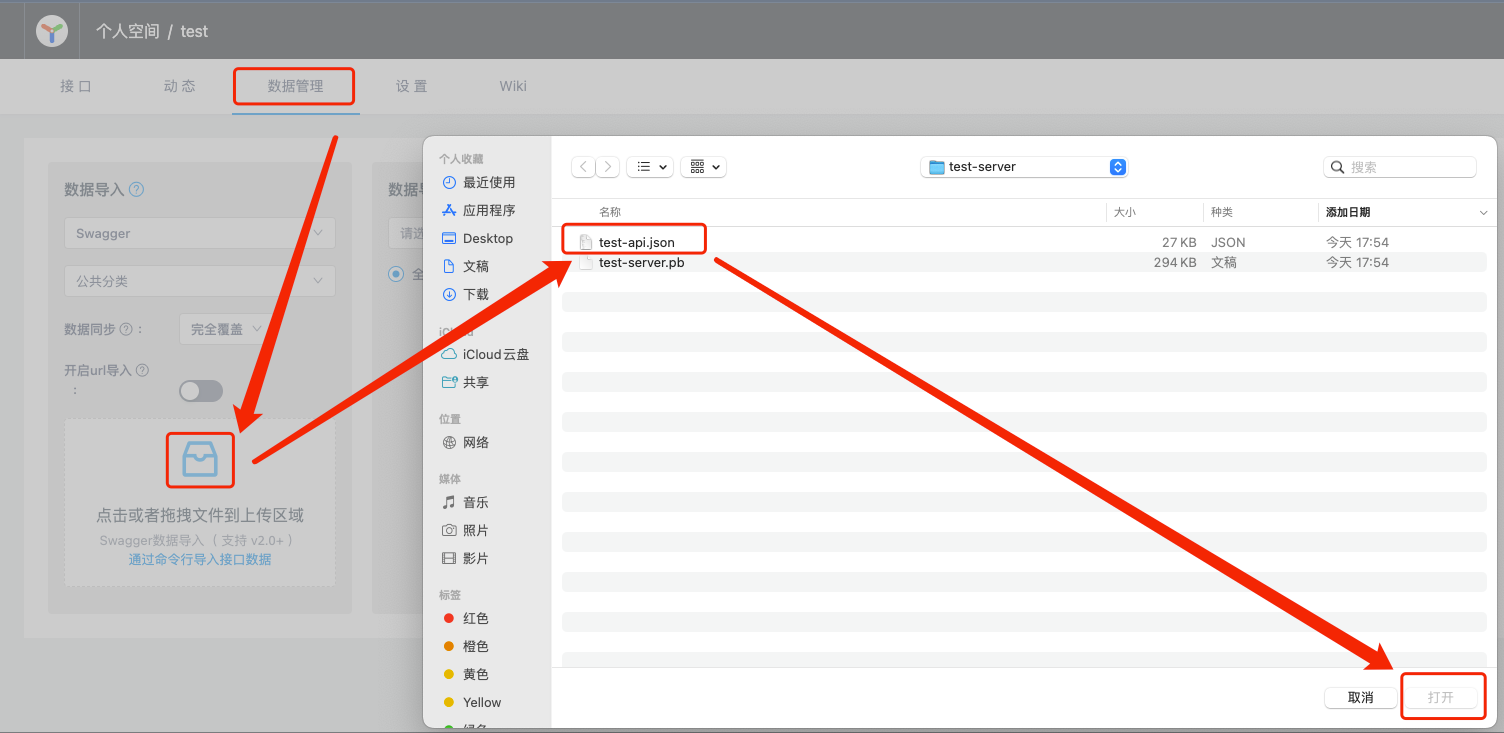 个人空间 / test
接 口
动 态
数据管理
设 置
Wiki
数据导入
Swagger
公共分类
数据同步 :
完全覆盖
开启url导入
:
点击或者拖拽文件到上传区域
Swagger数据导入（ 支持 v2.0+ ）
通过命令行导入接口数据
数据
请
全
个人收藏
最近使用
应用程序
Desktop
文稿
下载
iCloud
iCloud云盘
共享
位置
网络
媒体
音乐
照片
影片
标签
红色
橙色
黄色
Yellow
绿色
test-server
搜索
名称
大小
种类
添加日期
test-api.json
27 KB
JSON
今天 17:54
test-server.pb
294 KB
文稿
今天 17:54
取消
打开